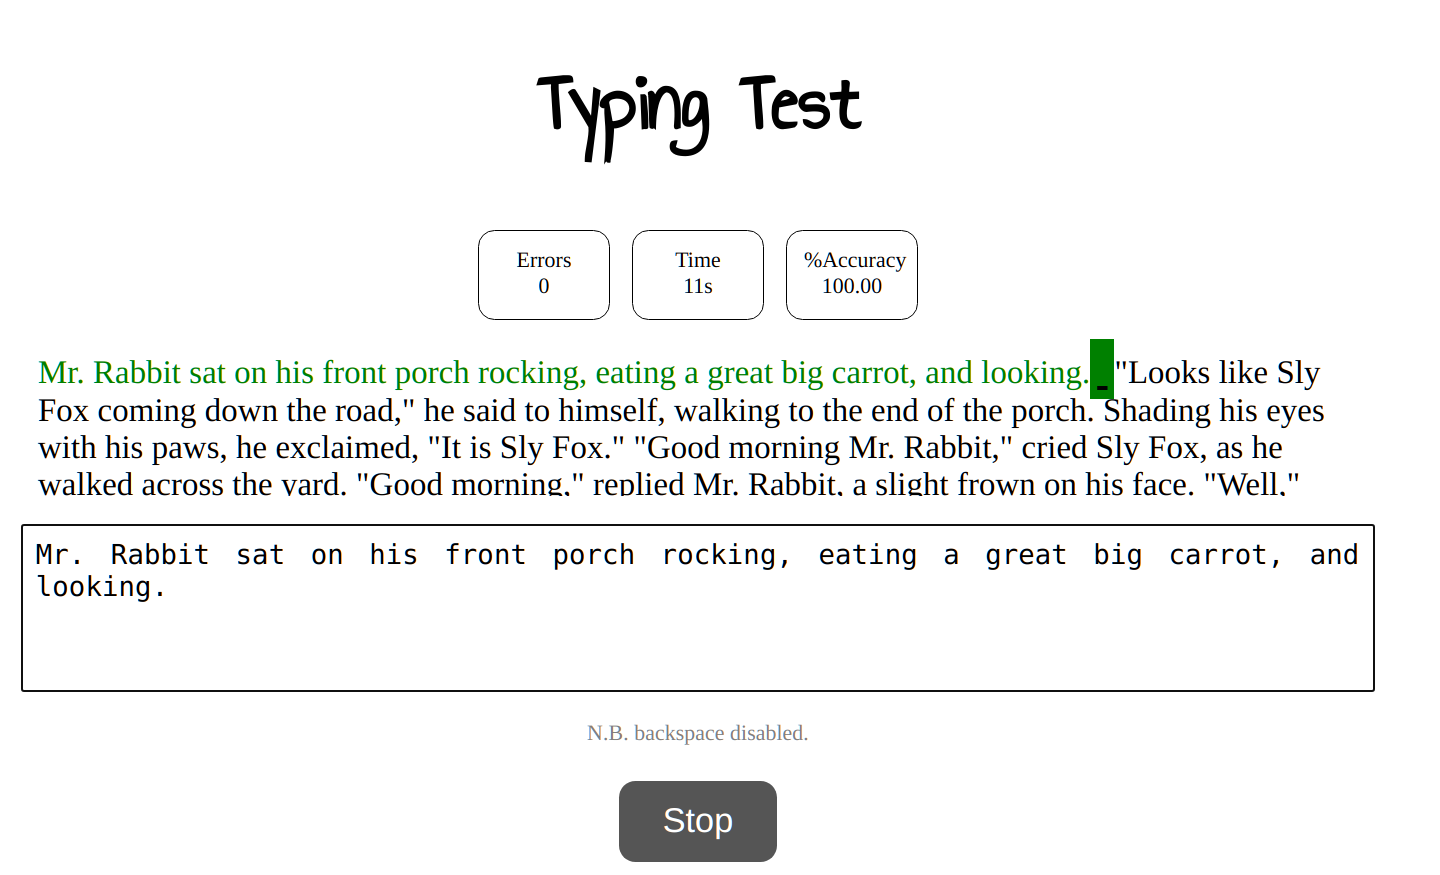 Typing Test
Errors
0
Time
11s
%Accuracy
100.00
Mr. Rabbit sat on his front porch rocking, eating a great big carrot, and looking. "Looks like Sly
Fox coming down the road," he said to himself, walking to the end of the porch. Shading his eyes
with his paws, he exclaimed, "It is Sly Fox." "Good morning Mr. Rabbit," cried Sly Fox, as he
walked across the yard. "Good morning," replied Mr. Rabbit, a slight frown on his face. "Well,"
Mr. Rabbit sat on his front porch rocking, eating a great big carrot, and
looking.
N.B. backspace disabled.
Stop